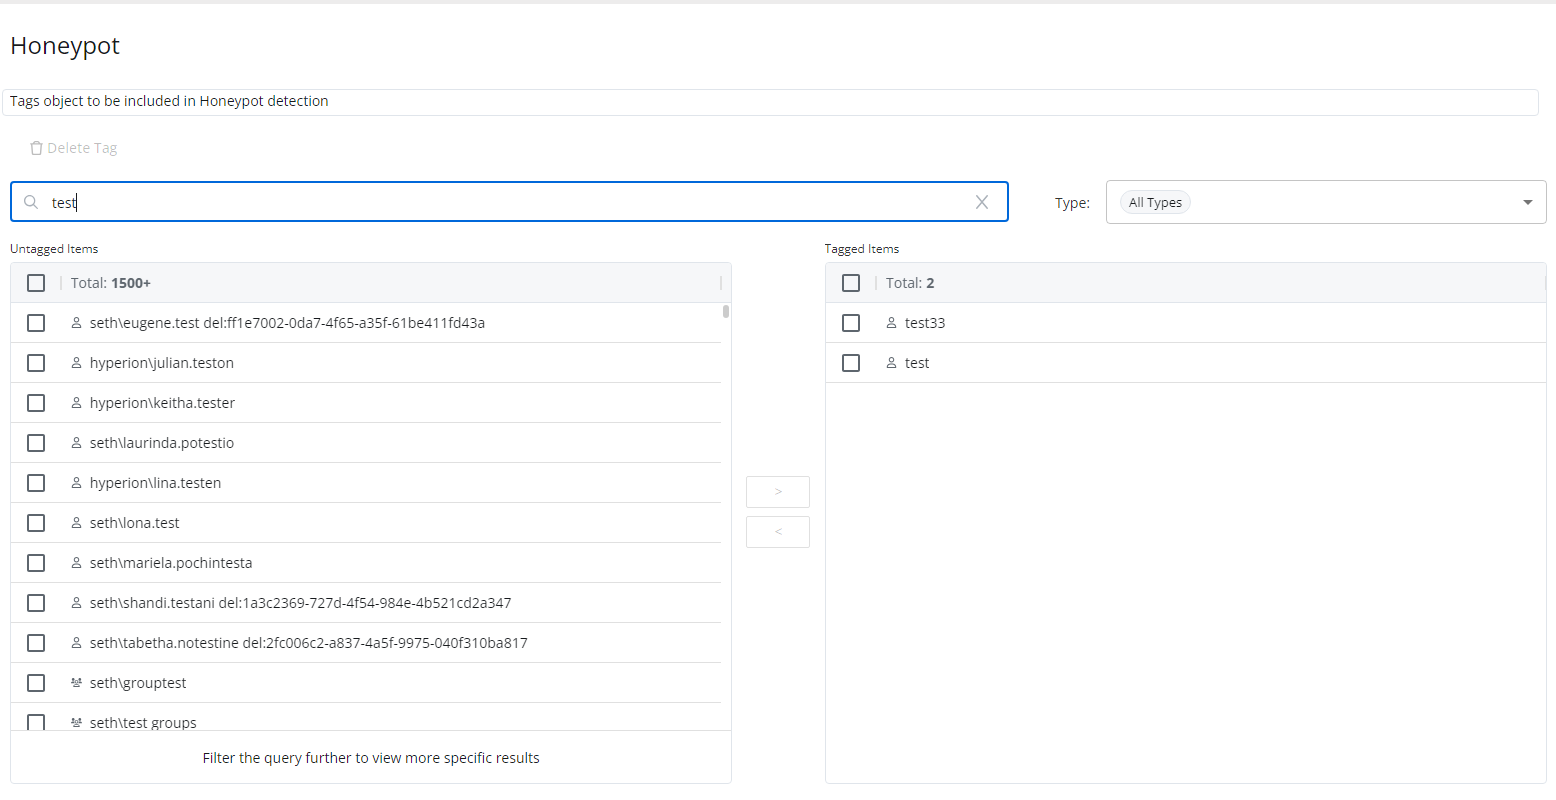 Honeypot
Tags object to be included in Honeypot detection
Delete Tag
test
Type:
All Types
Untagged Items
Total: 1500+
seth\eugene.test del:ff1e7002-0da7-4f65-a35f-61be411fd43a
hyperion\julian.teston
hyperion\keitha.tester
seth\laurinda.potestio
hyperion\lina.testen
seth\lona.test
seth\mariela.pochintesta
seth\shandi.testani del:1a3c2369-727d-4f54-984e-4b521cd2a347
seth\tabetha.notestine del:2fc006c2-a837-4a5f-9975-040f310ba817
seth\grouptest
seth\test groups
Filter the query further to view more specific results
>
<
Tagged Items
Total: 2
test33
test